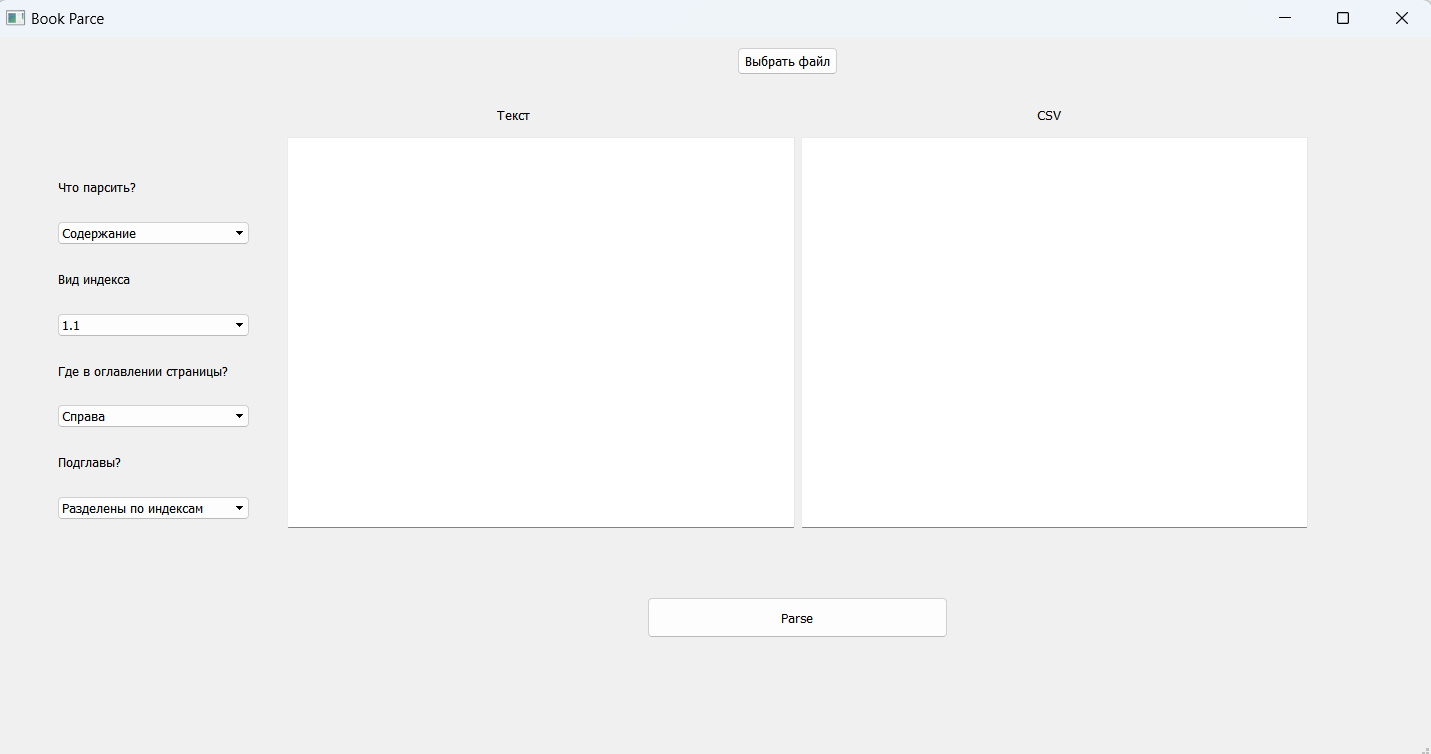 Book Parce
Выбрать файл
Текст
CSV
Что парсить?
Содержание
Вид индекса
1.1
Где в оглавлении страницы?
Справа
Подглавы?
Разделены по индексам
Parse